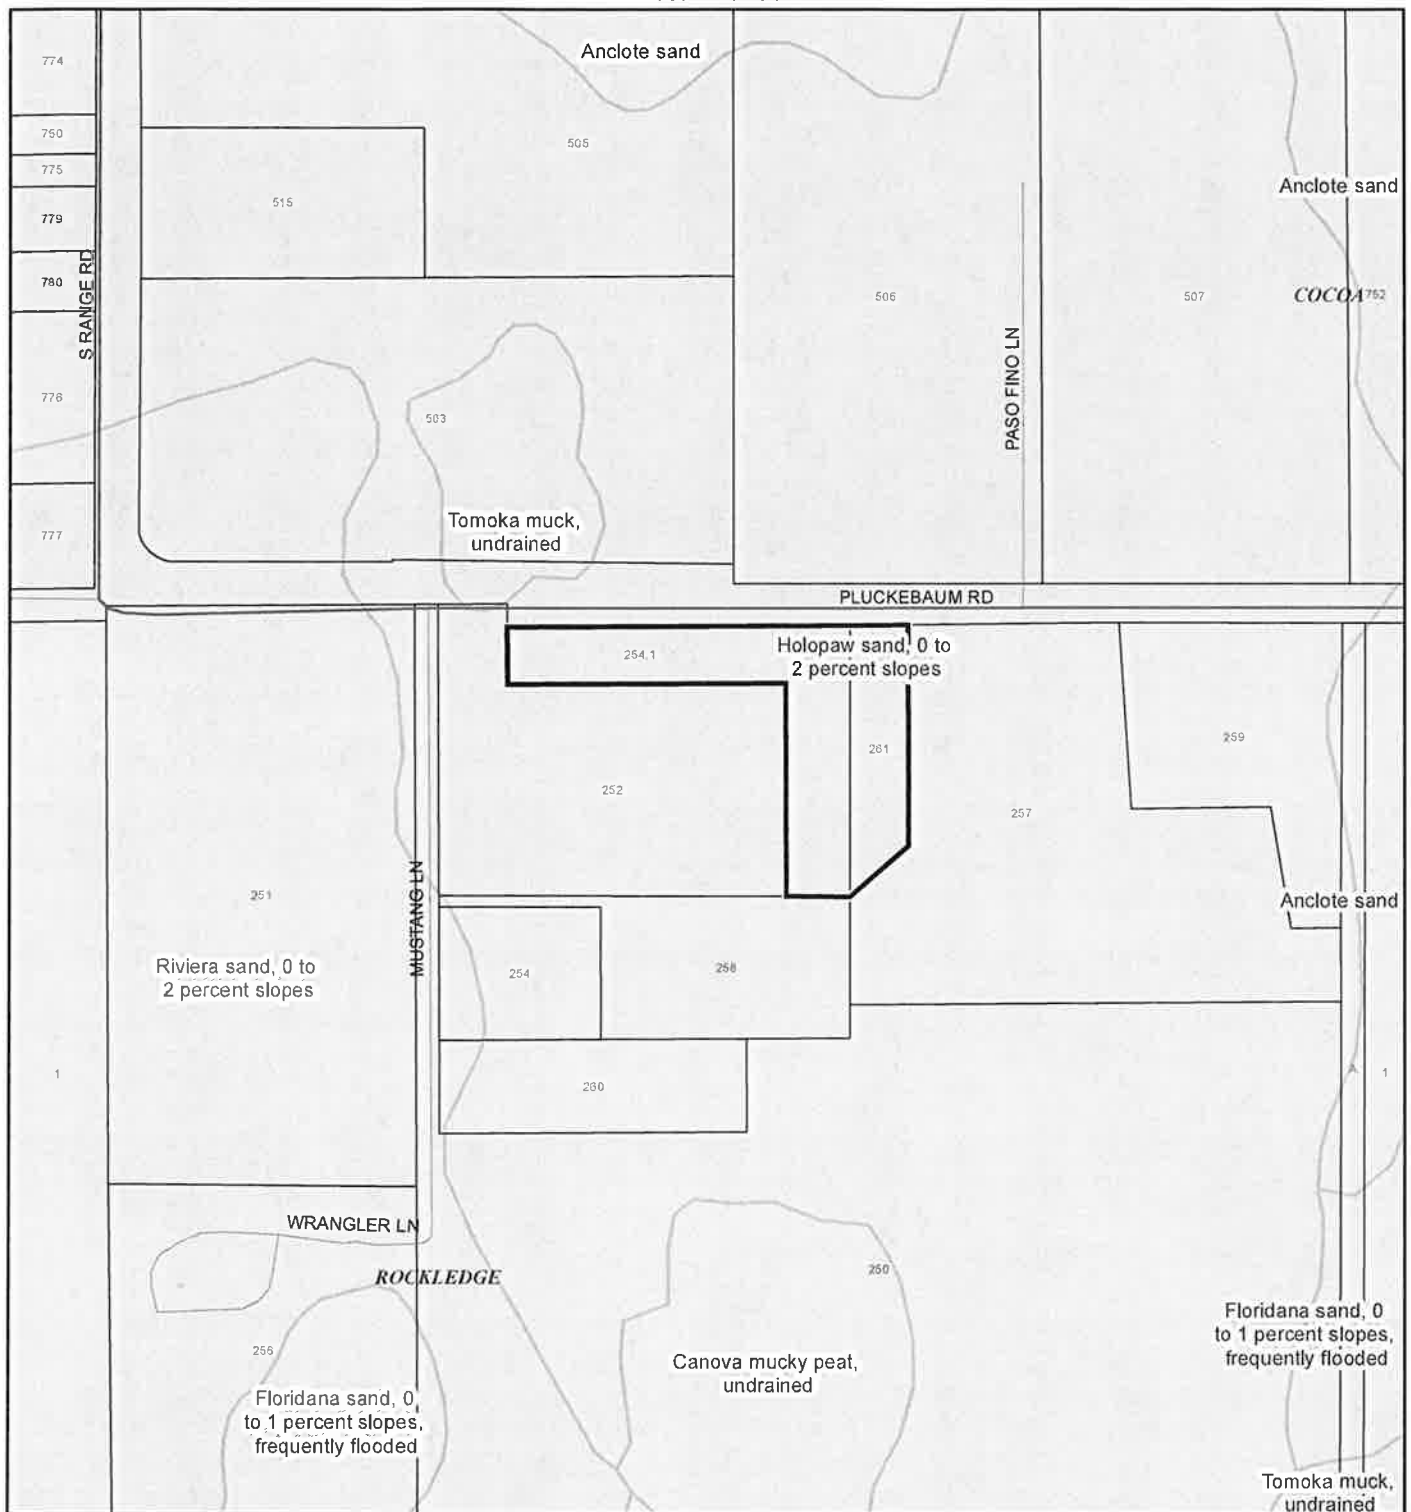 Anclote sand
774
750
775
779
780
776
777
S RANGE RD
515
505
506
507
PASO FINO LN
Anclote sand
COCOA
752
503
Tomoka muck,
undrained
PLUCKEBAUM RD
254.1
Holopaw sand, 0 to
2 percent slopes
261
252
257
259
251
MUSTANG LN
Anclote sand
Riviera sand, 0 to
2 percent slopes
254
258
1
260
A
1
WRANGLER LN
ROCKLEDGE
250
256
Floridana sand, 0
to 1 percent slopes,
frequently flooded
Canova mucky peat,
undrained
Floridana sand, 0
to 1 percent slopes,
frequently flooded
Tomoka muck,
undrained